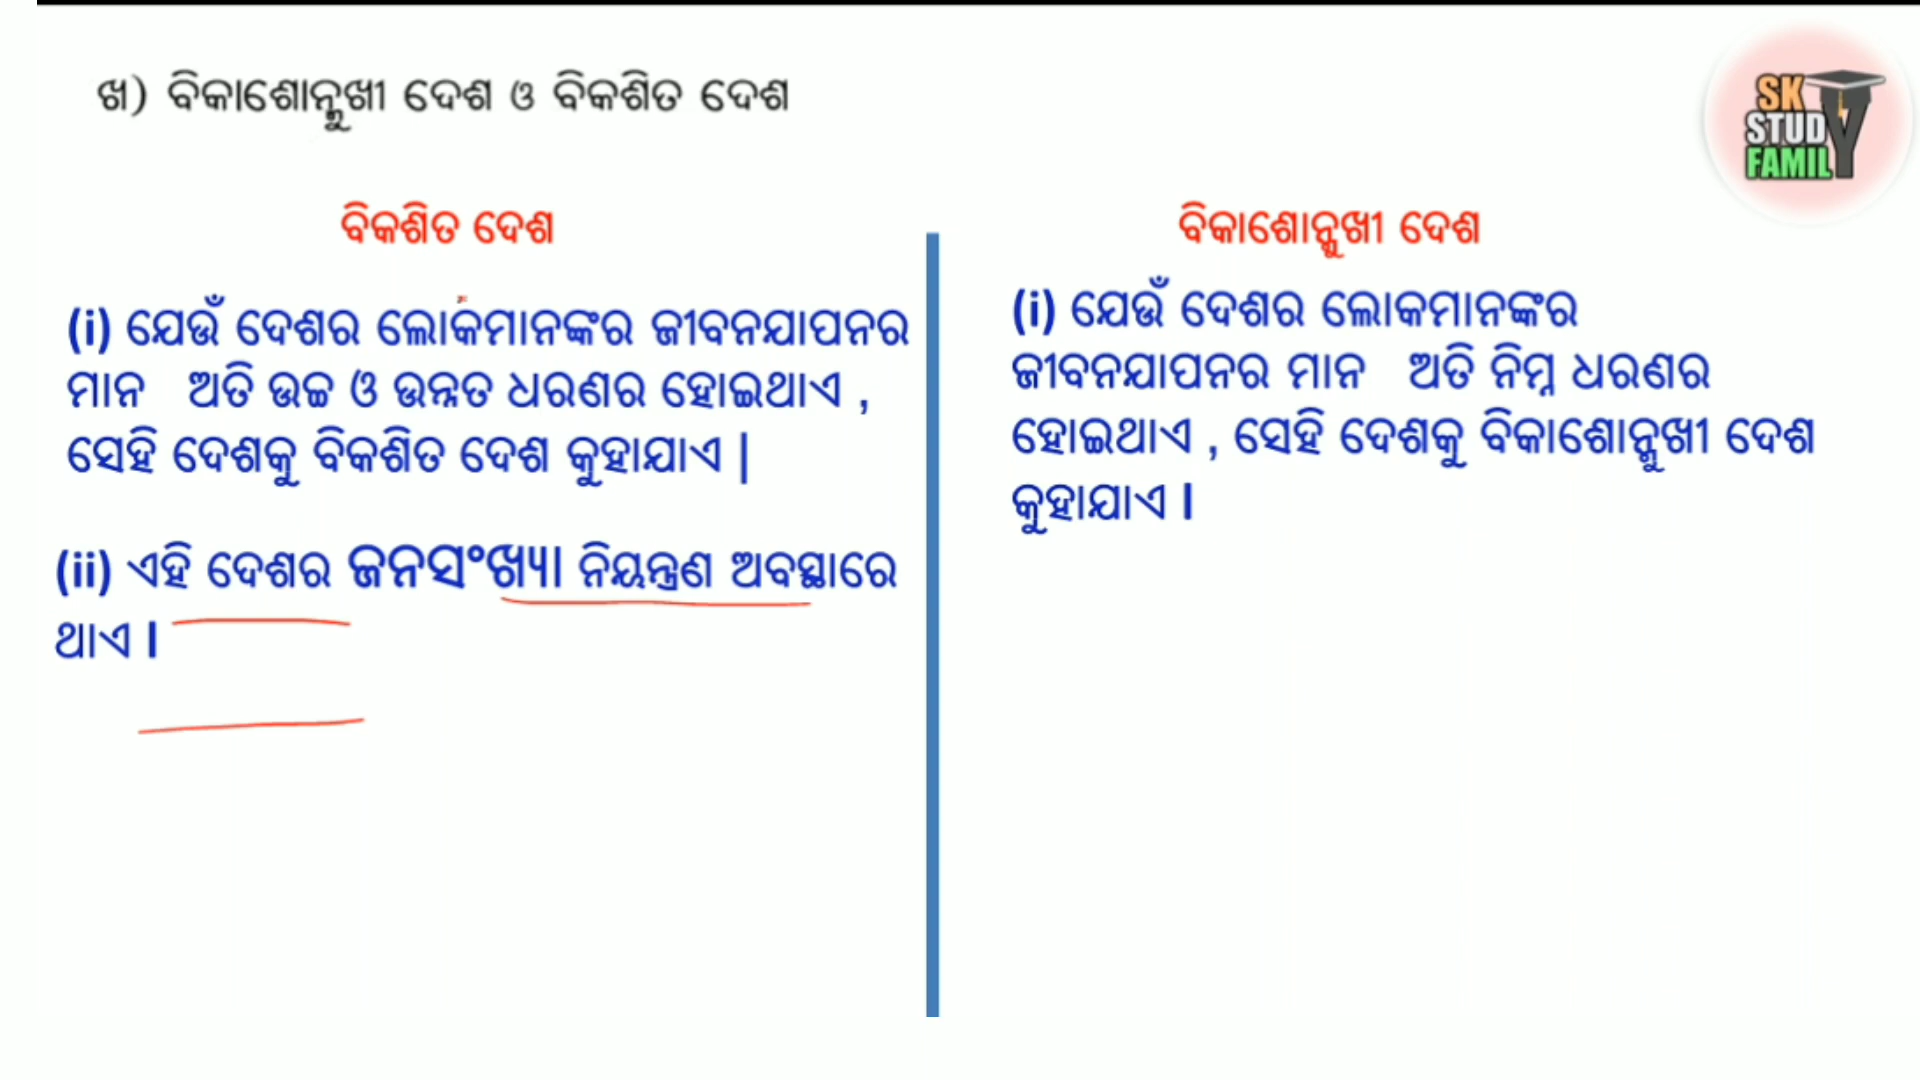 ଖ) ବିକାଶୋନ୍ମୁଖୀ ଦେଶ ଓ ବିକଶିତ ଦେଶ
SK
STUDY
FAMILY
ବିକଶିତ ଦେଶ
(i) ଯେଉଁ ଦେଶର ଲୋକମାନଙ୍କର ଜୀବନଯାପନର
ମାନ ଅତି ଉଚ୍ଚ ଓ ଉନ୍ନତ ଧରଣର ହୋଇଥାଏ ,
ସେହି ଦେଶକୁ ବିକଶିତ ଦେଶ କୁହାଯାଏ |
(ii) ଏହି ଦେଶର ଜନସଂଖ୍ୟା ନିୟନ୍ତ୍ରଣ ଅବସ୍ଥାରେ
ଥାଏ l
ବିକାଶୋନ୍ମୁଖୀ ଦେଶ
(i) ଯେଉଁ ଦେଶର ଲୋକମାନଙ୍କର
ଜୀବନଯାପନର ମାନ ଅତି ନିମ୍ନ ଧରଣର
ହୋଇଥାଏ , ସେହି ଦେଶକୁ ବିକାଶୋନ୍ମୁଖୀ ଦେଶ
କୁହାଯାଏ l